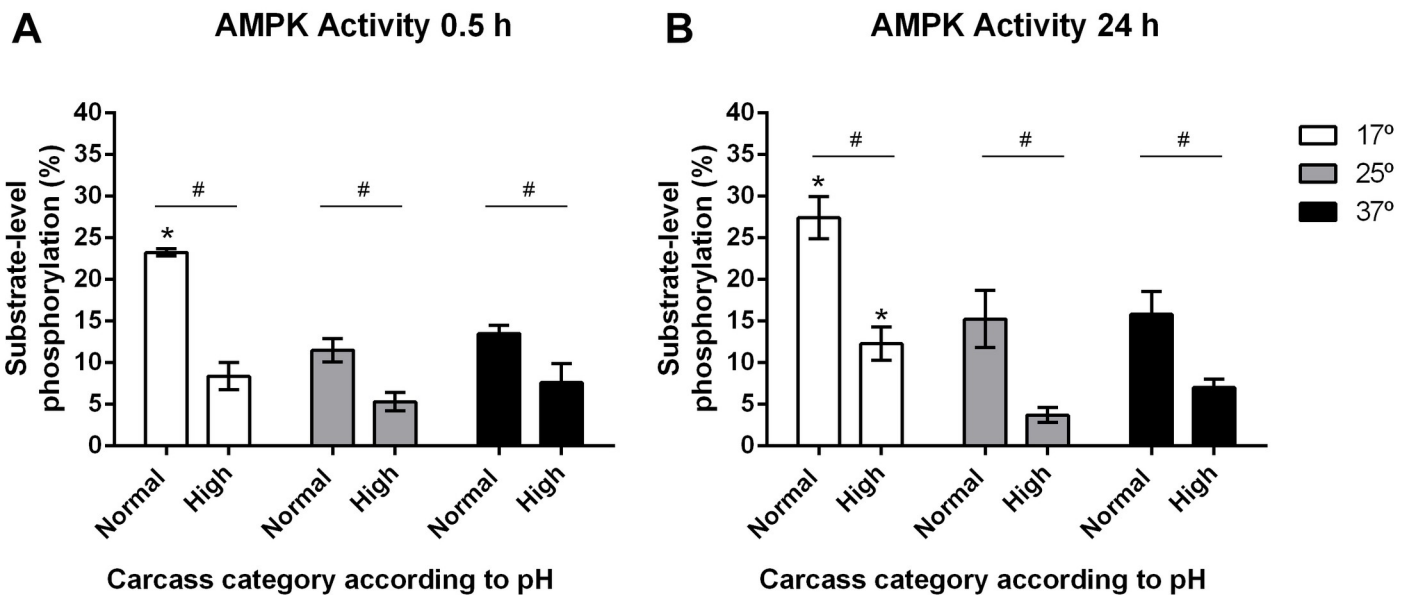 A
AMPK Activity 0.5 h
Substrate-level
phosphorylation (%)
40
35
30
25
20
15
10
5
0
#
#
#
*
Normal
High
Normal
High
Normal
High
Carcass category according to pH
B
AMPK Activity 24 h
Substrate-level
phosphorylation (%)
40
35
30
25
20
15
10
5
0
#
#
#
*
*
Normal
High
Normal
High
Normal
High
Carcass category according to pH
17º
25º
37º